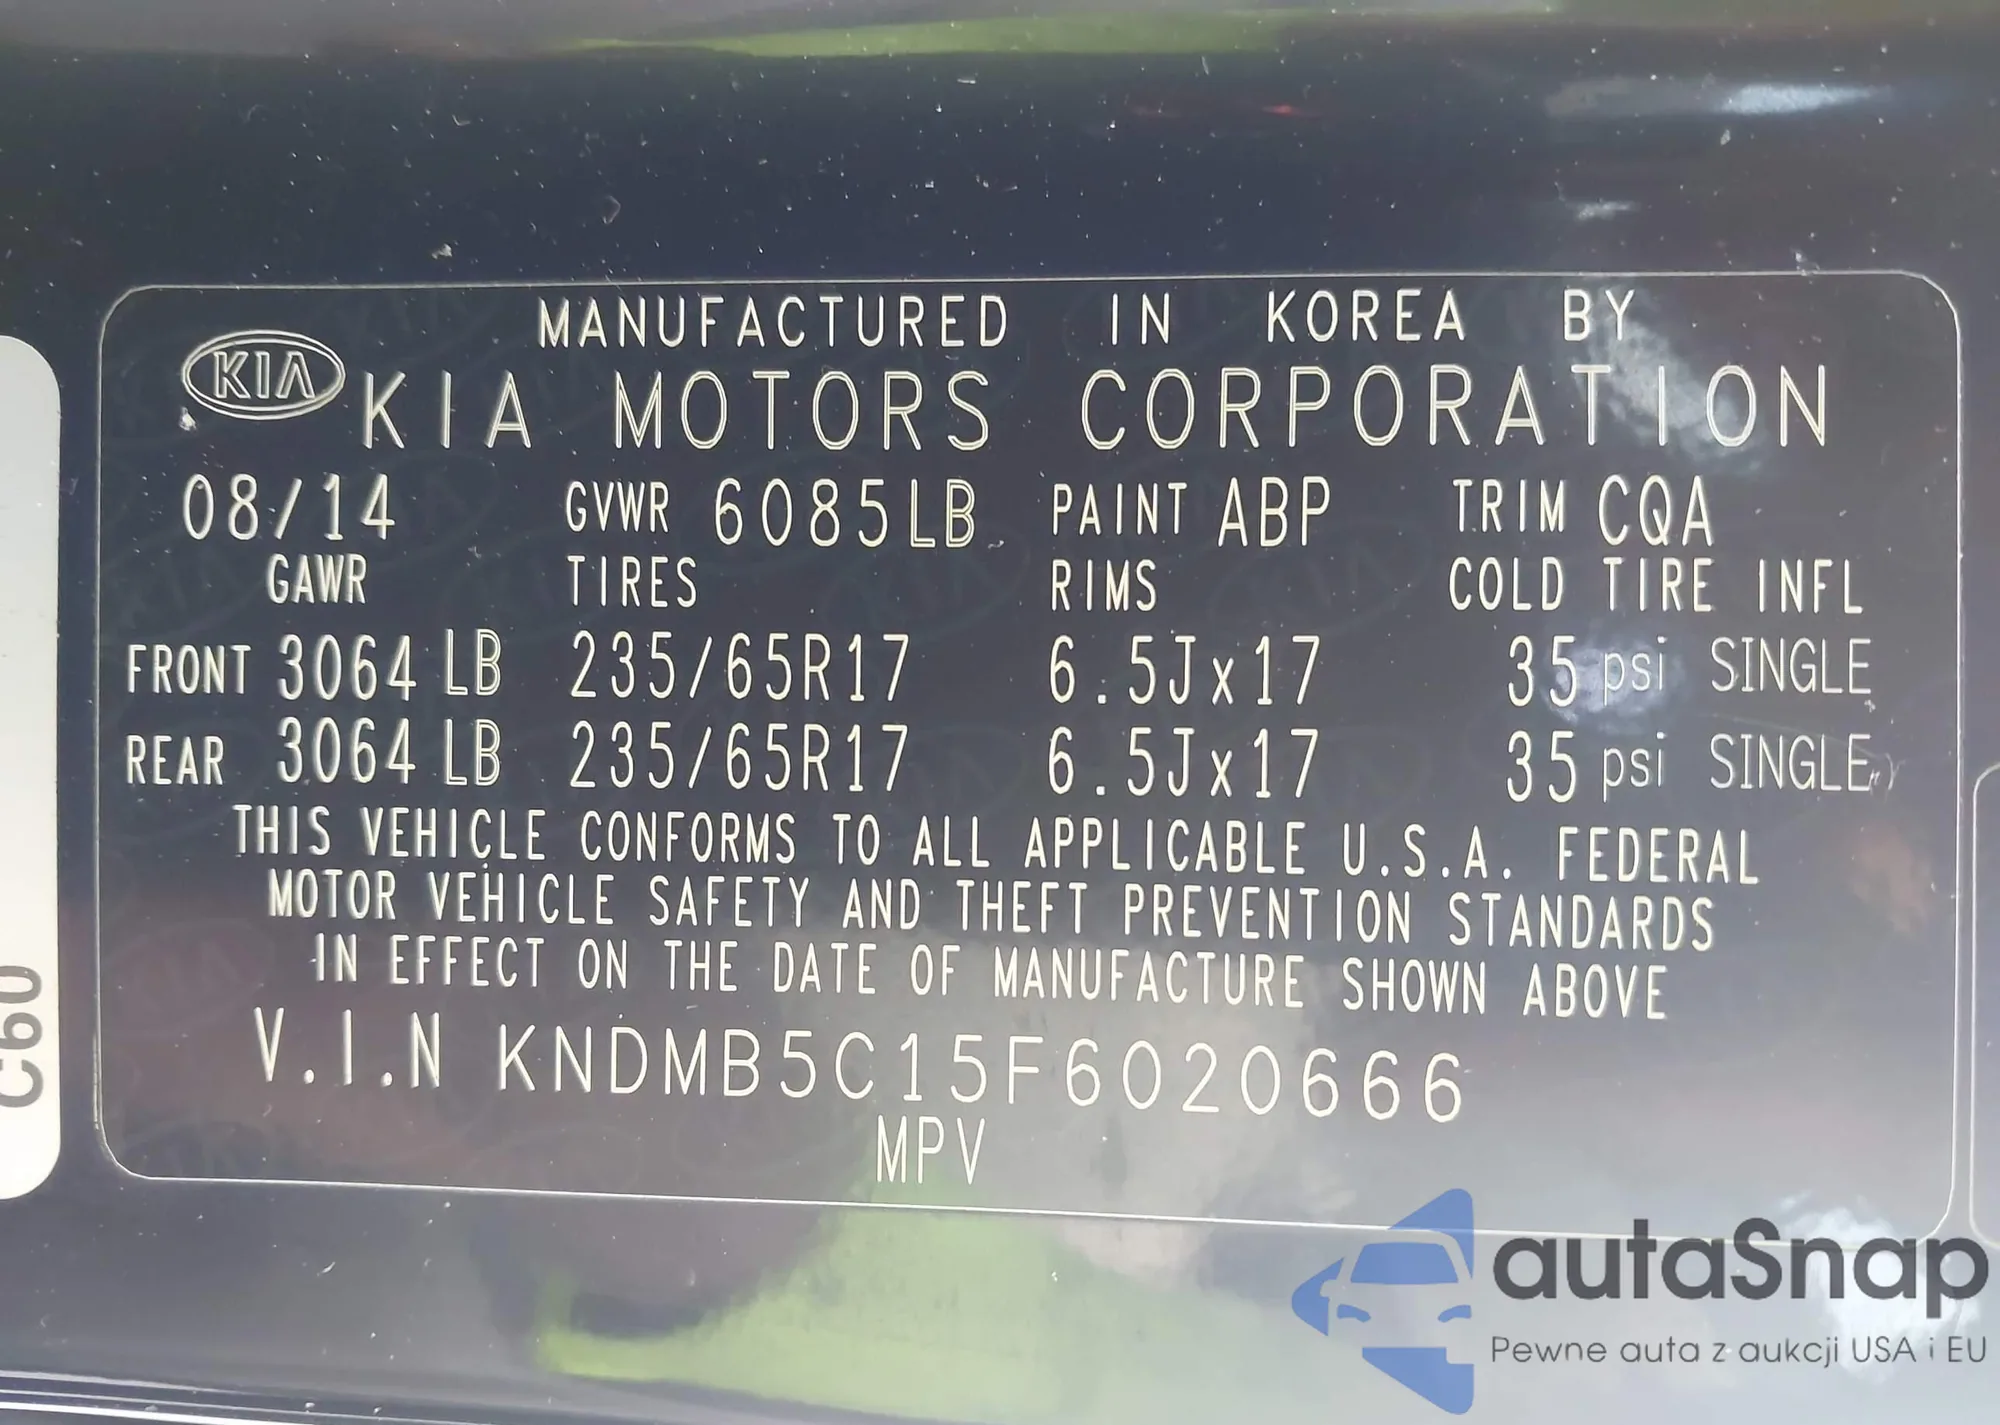 MANUFACTURED IN KOREA BY
KIA KIA MOTORS CORPORATION
08/14 GVWR 6085LB PAINT ABP TRIM CQA
GAWR TIRES RIMS COLD TIRE INFL
FRONT 3064 LB 235/65R17 6.5Jx17 35 psi SINGLE
REAR 3064 LB 235/65R17 6.5Jx17 35 psi SINGLE
THIS VEHICLE CONFORMS TO ALL APPLICABLE U.S.A. FEDERAL
MOTOR VEHICLE SAFETY AND THEFT PREVENTION STANDARDS
IN EFFECT ON THE DATE OF MANUFACTURE SHOWN ABOVE
V.I.N KNDMB5C15F6020666
MPV
C60
autaSnap
Pewne auta z aukcji USA i EU